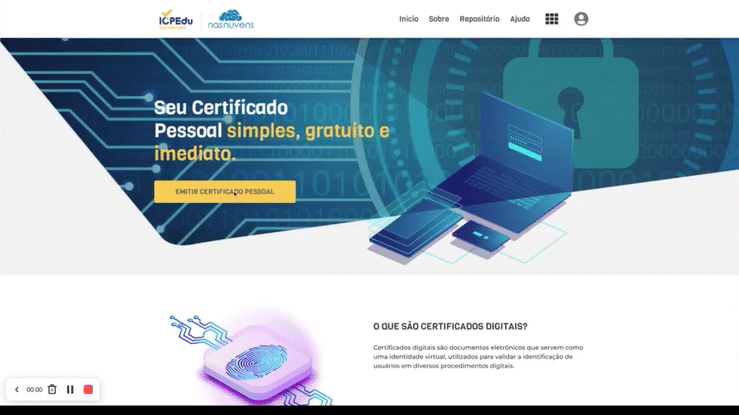 ICPEdu
nasnuvens
Início Sobre Repositório Ajuda
Seu Certificado
Pessoal simples, gratuito e
imediato.
EMITIR CERTIFICADO PESSOAL
O QUE SÃO CERTIFICADOS DIGITAIS?
Certificados digitais são documentos eletrônicos que servem como
uma identidade virtual, utilizados para validar a identificação de
usuários em diversos procedimentos digitais.
00:00